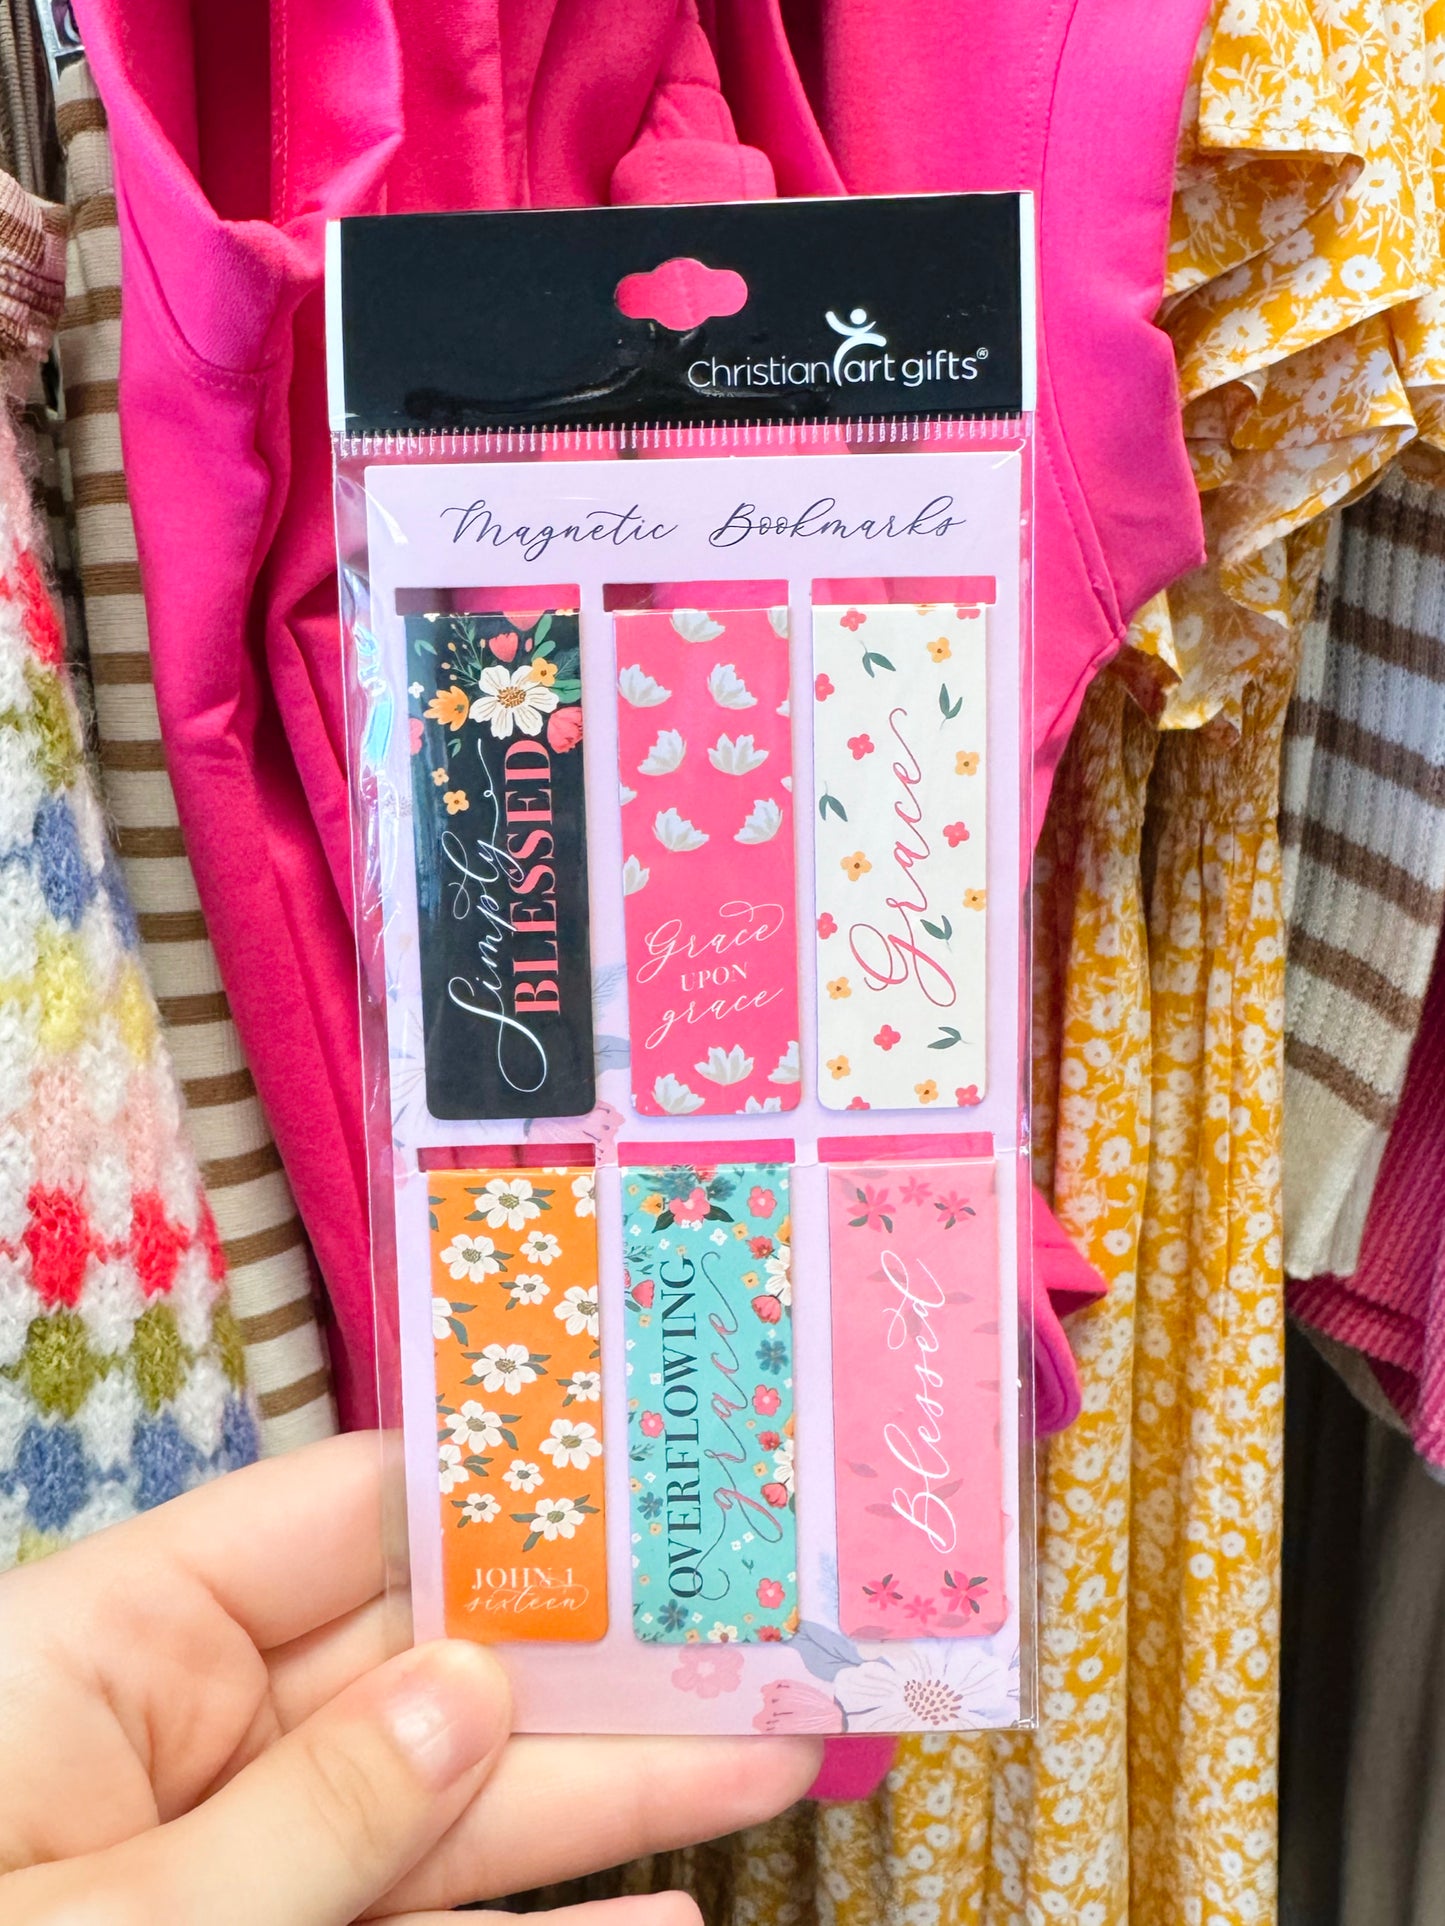 Christian art gifts®
Magnetic Bookmarks
Simply
BLESSED
Grace
UPON
grace
Grace
JOHN 1
sixteen
OVERFLOWING
grace
Blessed